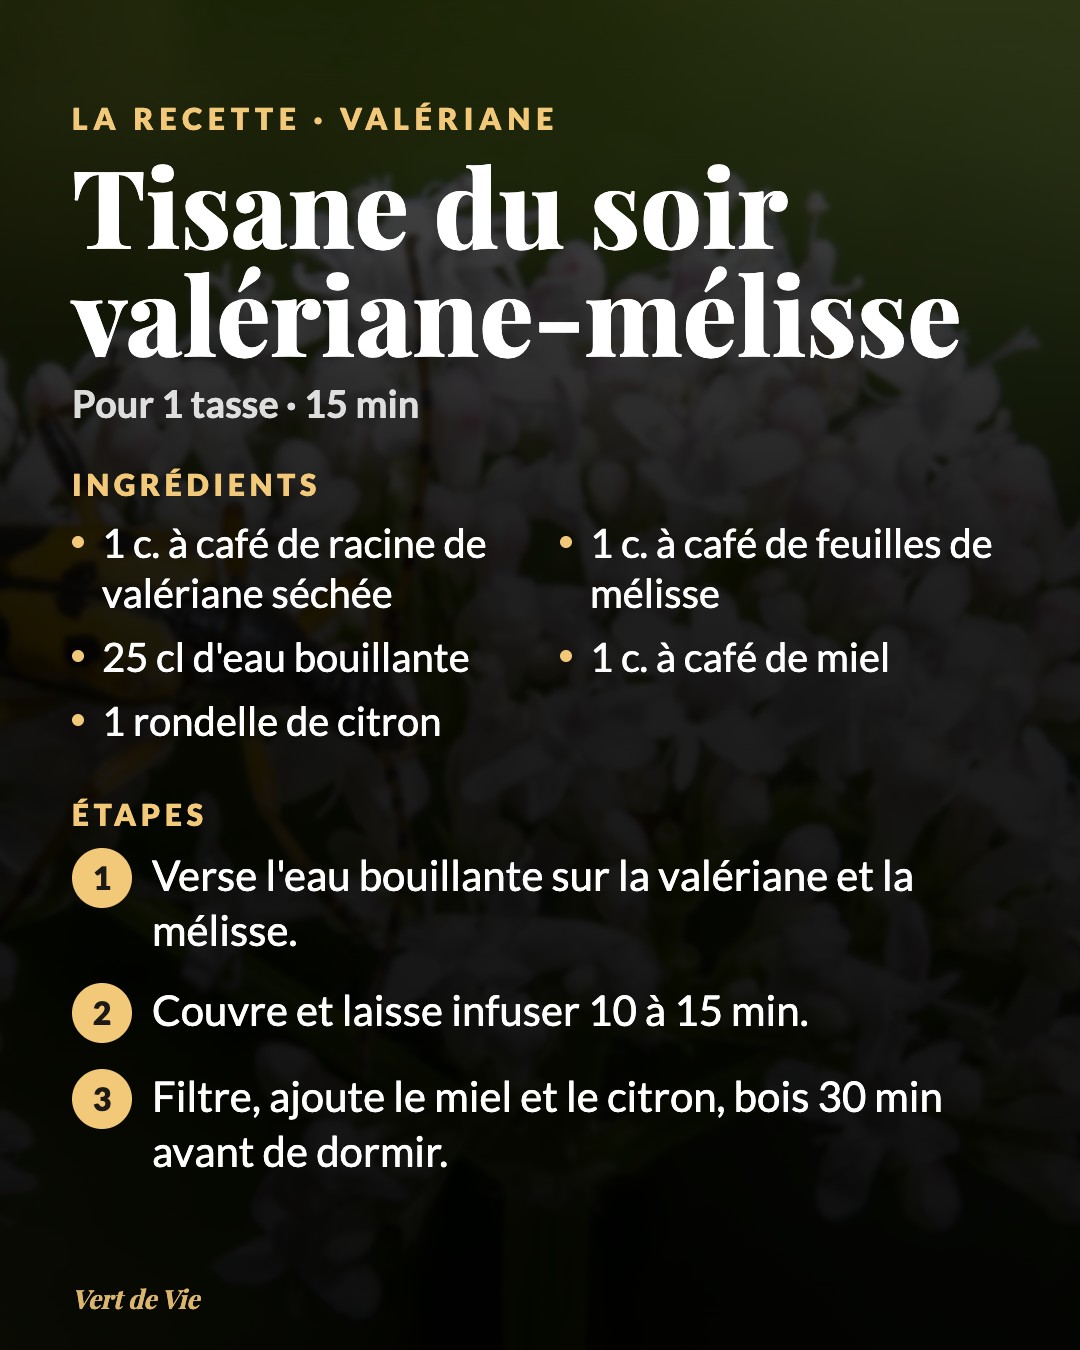 LA RECETTE · VALÉRIANE
Tisane du soir
valériane-mélisse
Pour 1 tasse · 15 min
INGRÉDIENTS
• 1 c. à café de racine de
valériane séchée
• 1 c. à café de feuilles de
mélisse
• 25 cl d'eau bouillante
• 1 c. à café de miel
• 1 rondelle de citron
ÉTAPES
1 Verse l'eau bouillante sur la valériane et la
mélisse.
2 Couvre et laisse infuser 10 à 15 min.
3 Filtre, ajoute le miel et le citron, bois 30 min
avant de dormir.
Vert de Vie